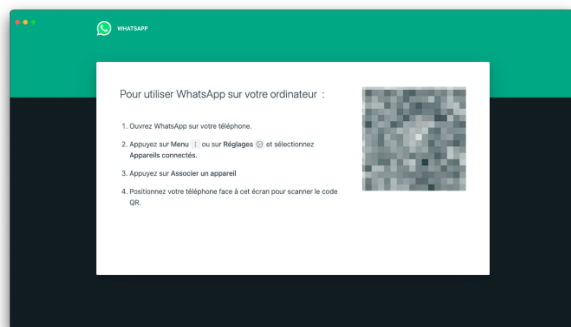 WHATSAPP
Pour utiliser WhatsApp sur votre ordinateur :
1. Ouvrez WhatsApp sur votre téléphone.
2. Appuyez sur Menu ⋮ ou sur Réglages ⚙ et sélectionnez
Appareils connectés.
3. Appuyez sur Associer un appareil
4. Positionnez votre téléphone face à cet écran pour scanner le code
QR.